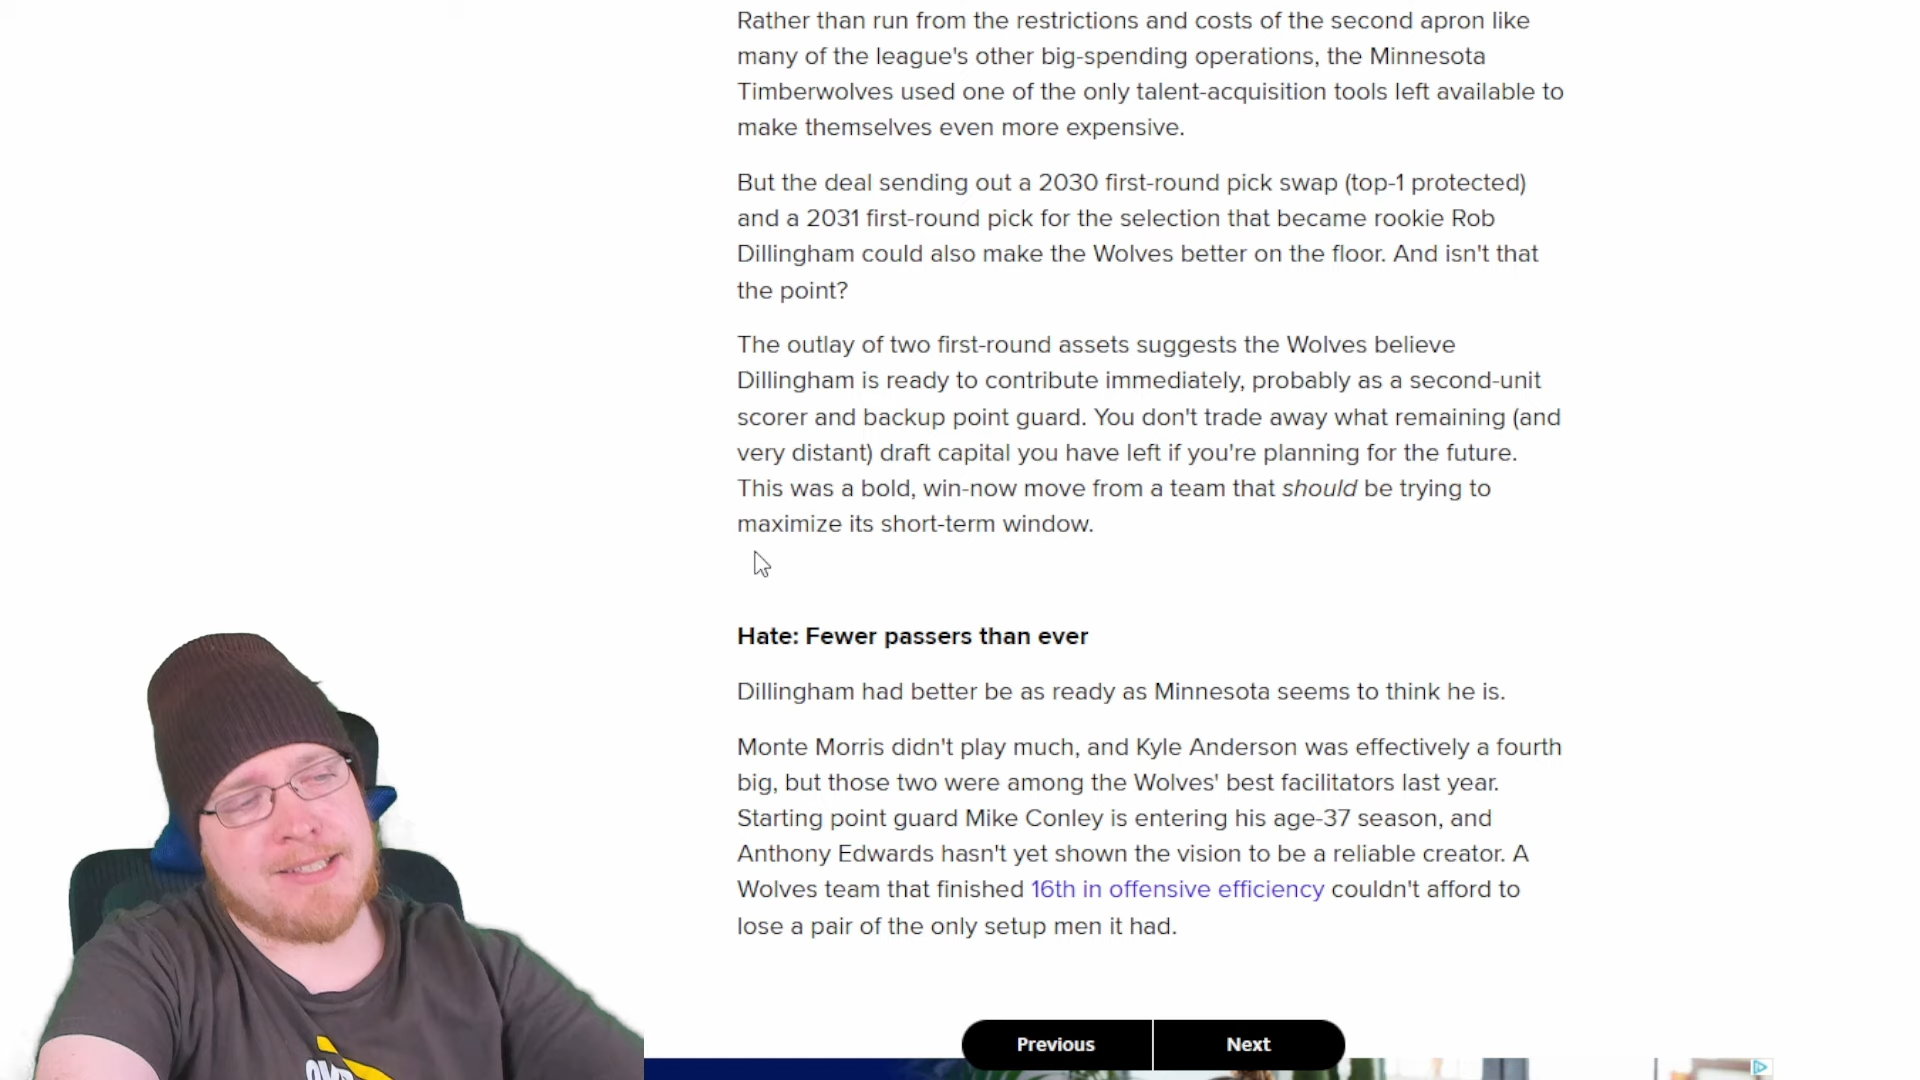 Rather than run from the restrictions and costs of the second apron like
many of the league's other big-spending operations, the Minnesota
Timberwolves used one of the only talent-acquisition tools left available to
make themselves even more expensive.
But the deal sending out a 2030 first-round pick swap (top-1 protected)
and a 2031 first-round pick for the selection that became rookie Rob
Dillingham could also make the Wolves better on the floor. And isn't that
the point?
The outlay of two first-round assets suggests the Wolves believe
Dillingham is ready to contribute immediately, probably as a second-unit
scorer and backup point guard. You don't trade away what remaining (and
very distant) draft capital you have left if you're planning for the future.
This was a bold, win-now move from a team that should be trying to
maximize its short-term window.
Hate: Fewer passers than ever
Dillingham had better be as ready as Minnesota seems to think he is.
Monte Morris didn't play much, and Kyle Anderson was effectively a fourth
big, but those two were among the Wolves' best facilitators last year.
Starting point guard Mike Conley is entering his age-37 season, and
Anthony Edwards hasn't yet shown the vision to be a reliable creator. A
Wolves team that finished 16th in offensive efficiency couldn't afford to
lose a pair of the only setup men it had.
Previous
Next